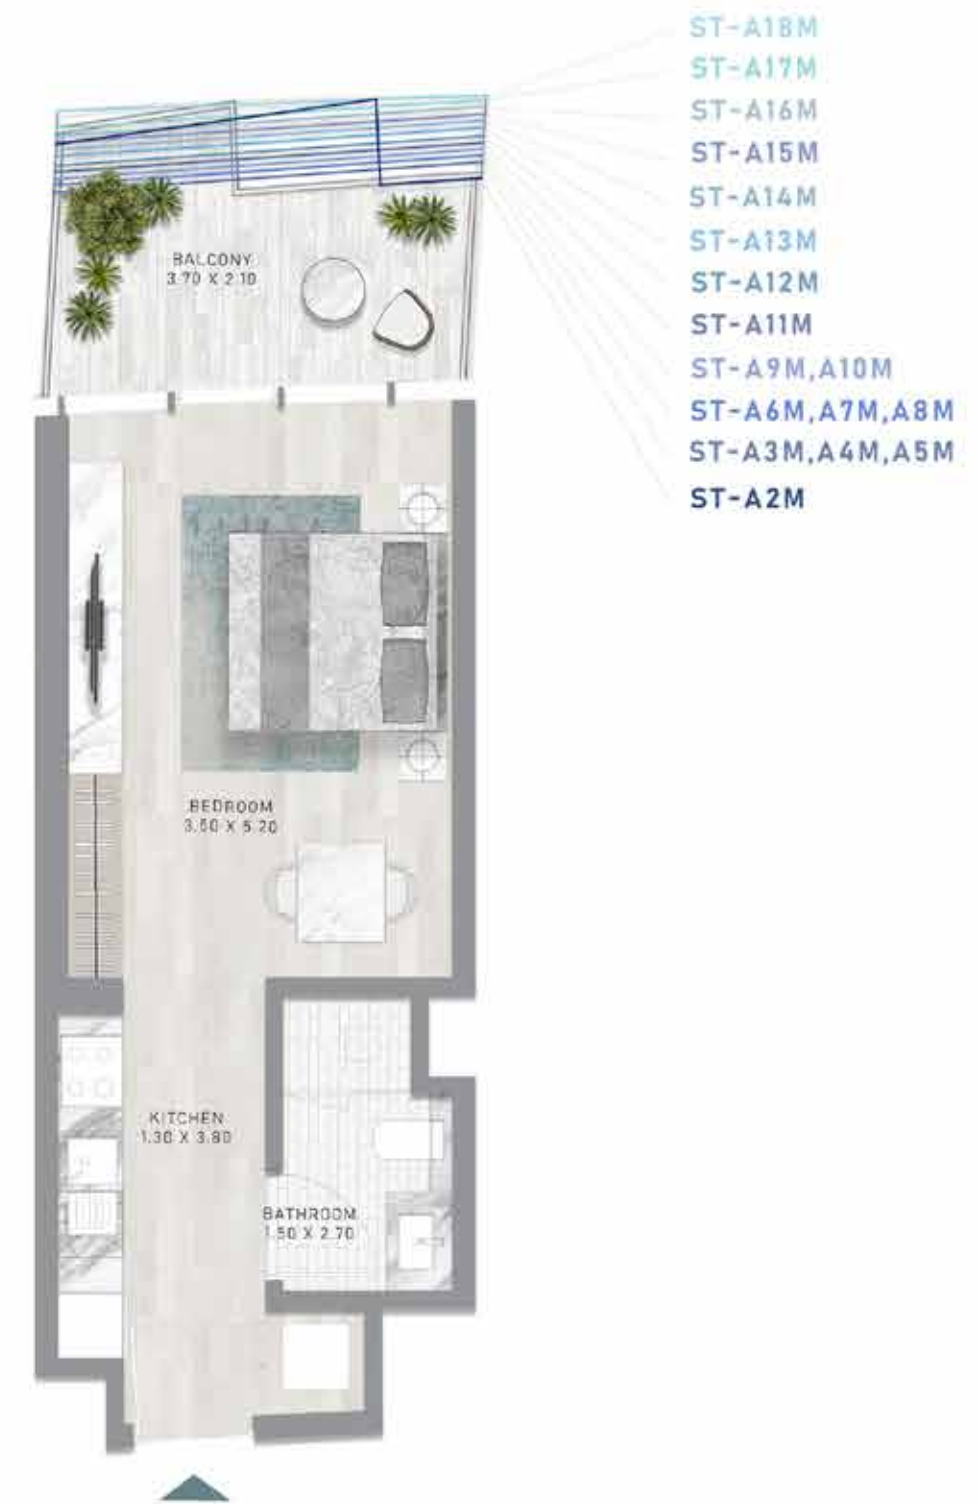 ST-A18M
ST-A17M
ST-A16M
ST-A15M
ST-A14M
ST-A13M
ST-A12M
ST-A11M
ST-A9M,A10M
ST-A6M,A7M,A8M
ST-A3M,A4M,A5M
ST-A2M
BALCONY
3.70 X 2.10
BEDROOM
3.60 X 5.20
KITCHEN
1.30 X 3.80
BATHROOM
1.50 X 2.70